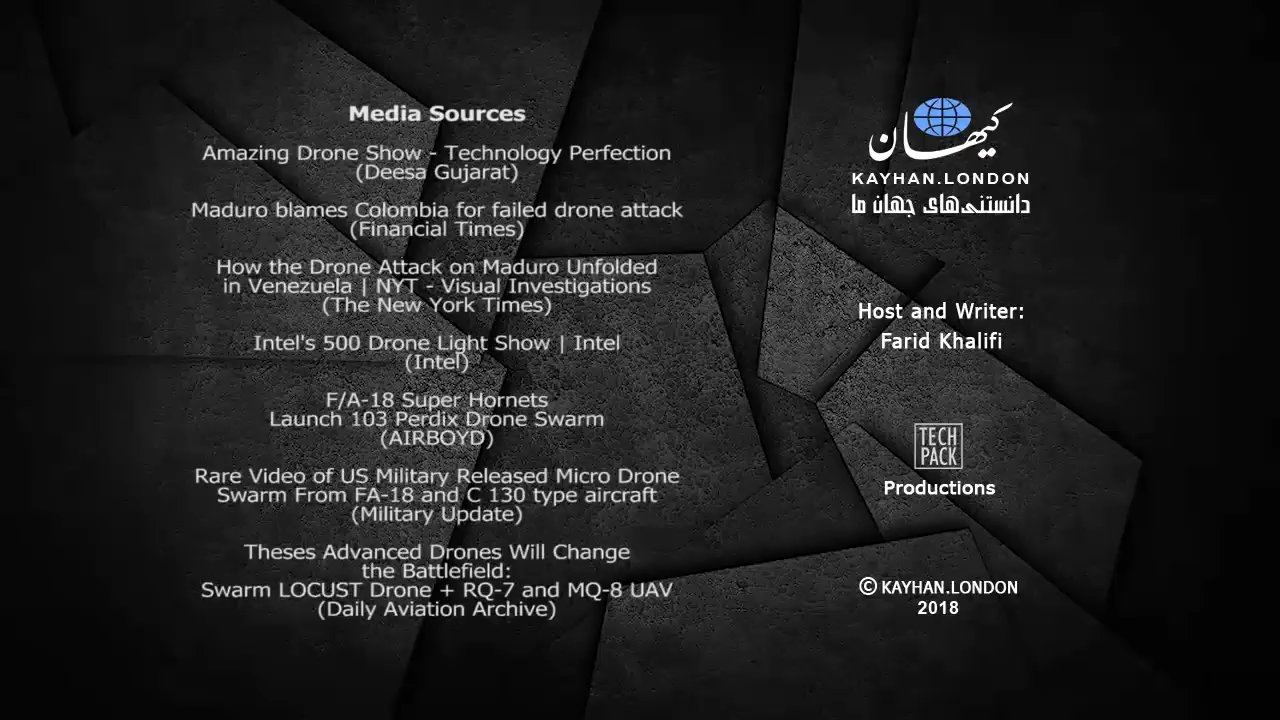 Media Sources
Amazing Drone Show - Technology Perfection
(Deesa Gujarat)
Maduro blames Colombia for failed drone attack
(Financial Times)
How the Drone Attack on Maduro Unfolded
in Venezuela | NYT - Visual Investigations
(The New York Times)
Intel's 500 Drone Light Show | Intel
(Intel)
F/A-18 Super Hornets
Launch 103 Perdix Drone Swarm
(AIRBOYD)
Rare Video of US Military Released Micro Drone
Swarm From FA-18 and C 130 type aircraft
(Military Update)
Theses Advanced Drones Will Change
the Battlefield:
Swarm LOCUST Drone + RQ-7 and MQ-8 UAV
(Daily Aviation Archive)
کیهان
KAYHAN.LONDON
دانستنی‌های جهان ما
Host and Writer:
Farid Khalifi
TECH
PACK
Productions
© KAYHAN.LONDON
2018